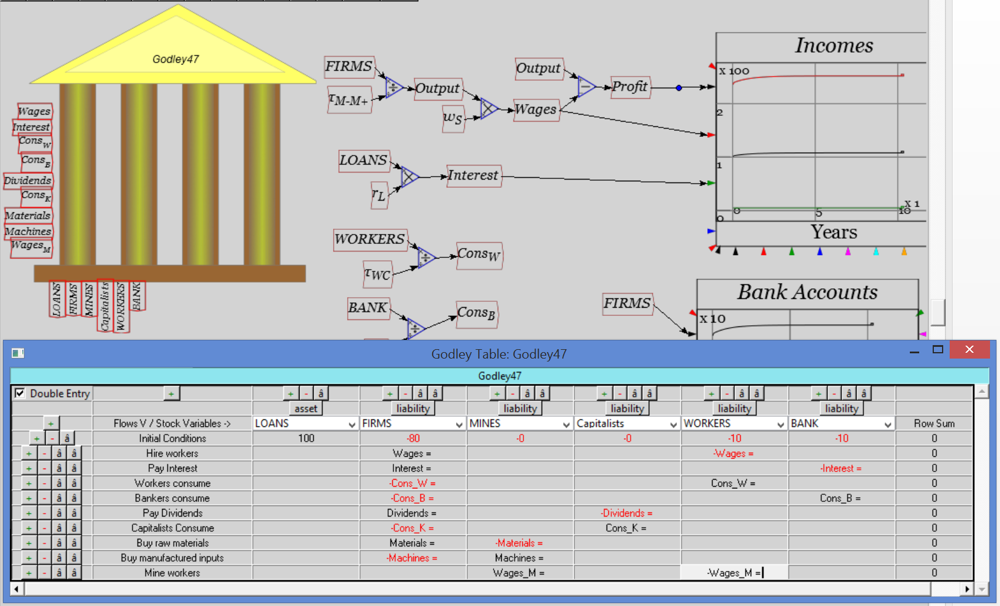 Godley47
Wages
Interest
Cons_W
Cons_B
Dividends
Cons_K
Materials
Machines
Wages_M
LOANS
FIRMS
MINES
Capitalists
WORKERS
BANK
FIRMS
τ_M-M+
÷
Output
w_S
×
Wages
Output
−
Profit
LOANS
r_L
×
Interest
WORKERS
τ_WC
÷
Cons_W
BANK
÷
Cons_B
FIRMS
Incomes
x 100
2
1
0
0 5 10
x 1
Years
Bank Accounts
x 10
Godley Table: Godley47
Godley47
Double Entry + + - â + - â â + - â â + - â â + - â â + - â â
asset liability liability liability liability liability
+ Flows V / Stock Variables -> LOANS FIRMS MINES Capitalists WORKERS BANK Row Sum
+ - â Initial Conditions 100 -80 -0 -0 -10 -10 0
+ - â â Hire workers Wages = -Wages = 0
+ - â â Pay Interest Interest = -Interest = 0
+ - â â Workers consume -Cons_W = Cons_W = 0
+ - â â Bankers consume -Cons_B = Cons_B = 0
+ - â â Pay Dividends Dividends = -Dividends = 0
+ - â â Capitalists Consume -Cons_K = Cons_K = 0
+ - â â Buy raw materials Materials = -Materials = 0
+ - â â Buy manufactured inputs -Machines = Machines = 0
+ - â â Mine workers Wages_M = -Wages_M = 0